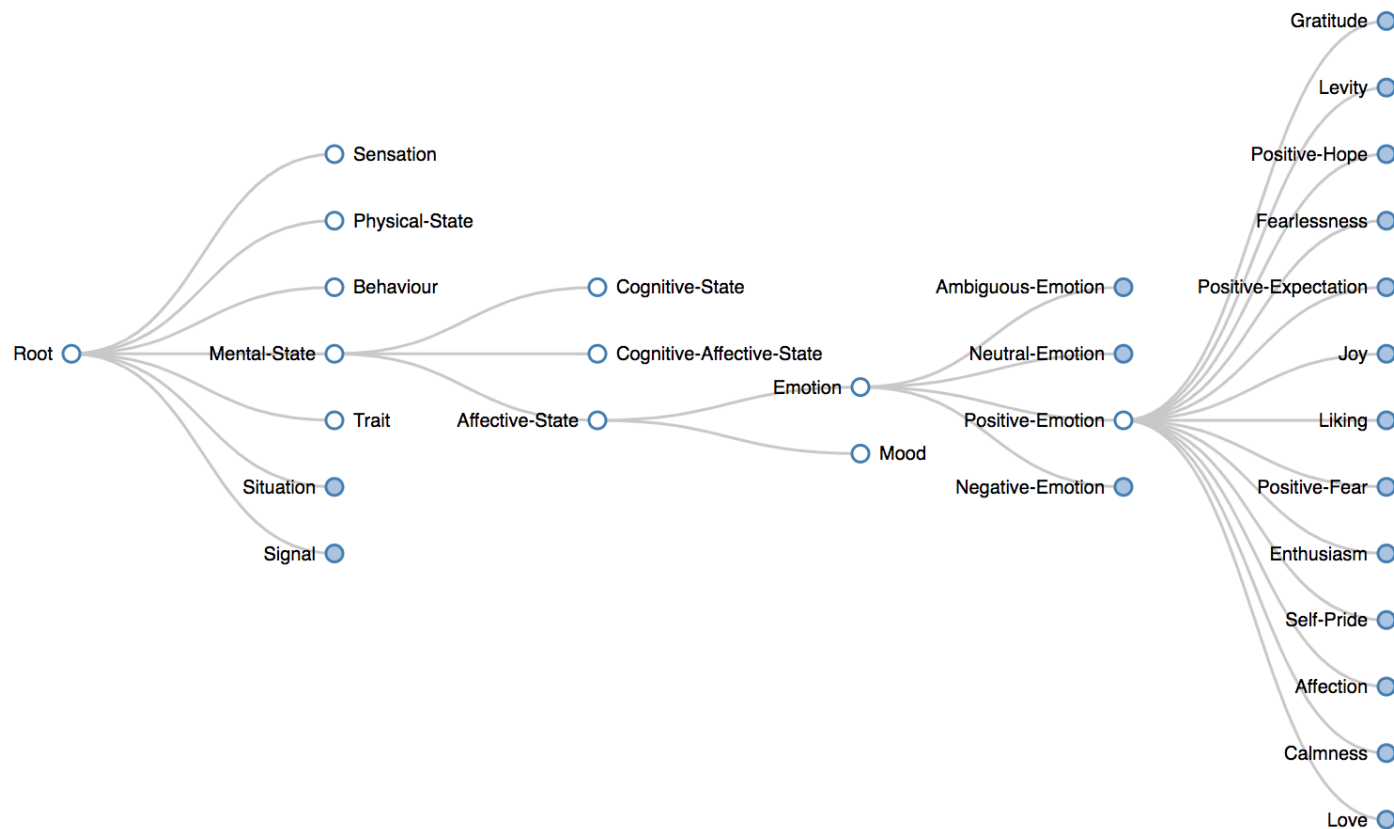 Gratitude
Levity
Sensation
Positive-Hope
Physical-State
Fearlessness
Behaviour
Cognitive-State
Ambiguous-Emotion
Positive-Expectation
Root
Mental-State
Cognitive-Affective-State
Neutral-Emotion
Joy
Emotion
Trait
Affective-State
Positive-Emotion
Liking
Mood
Situation
Negative-Emotion
Positive-Fear
Signal
Enthusiasm
Self-Pride
Affection
Calmness
Love